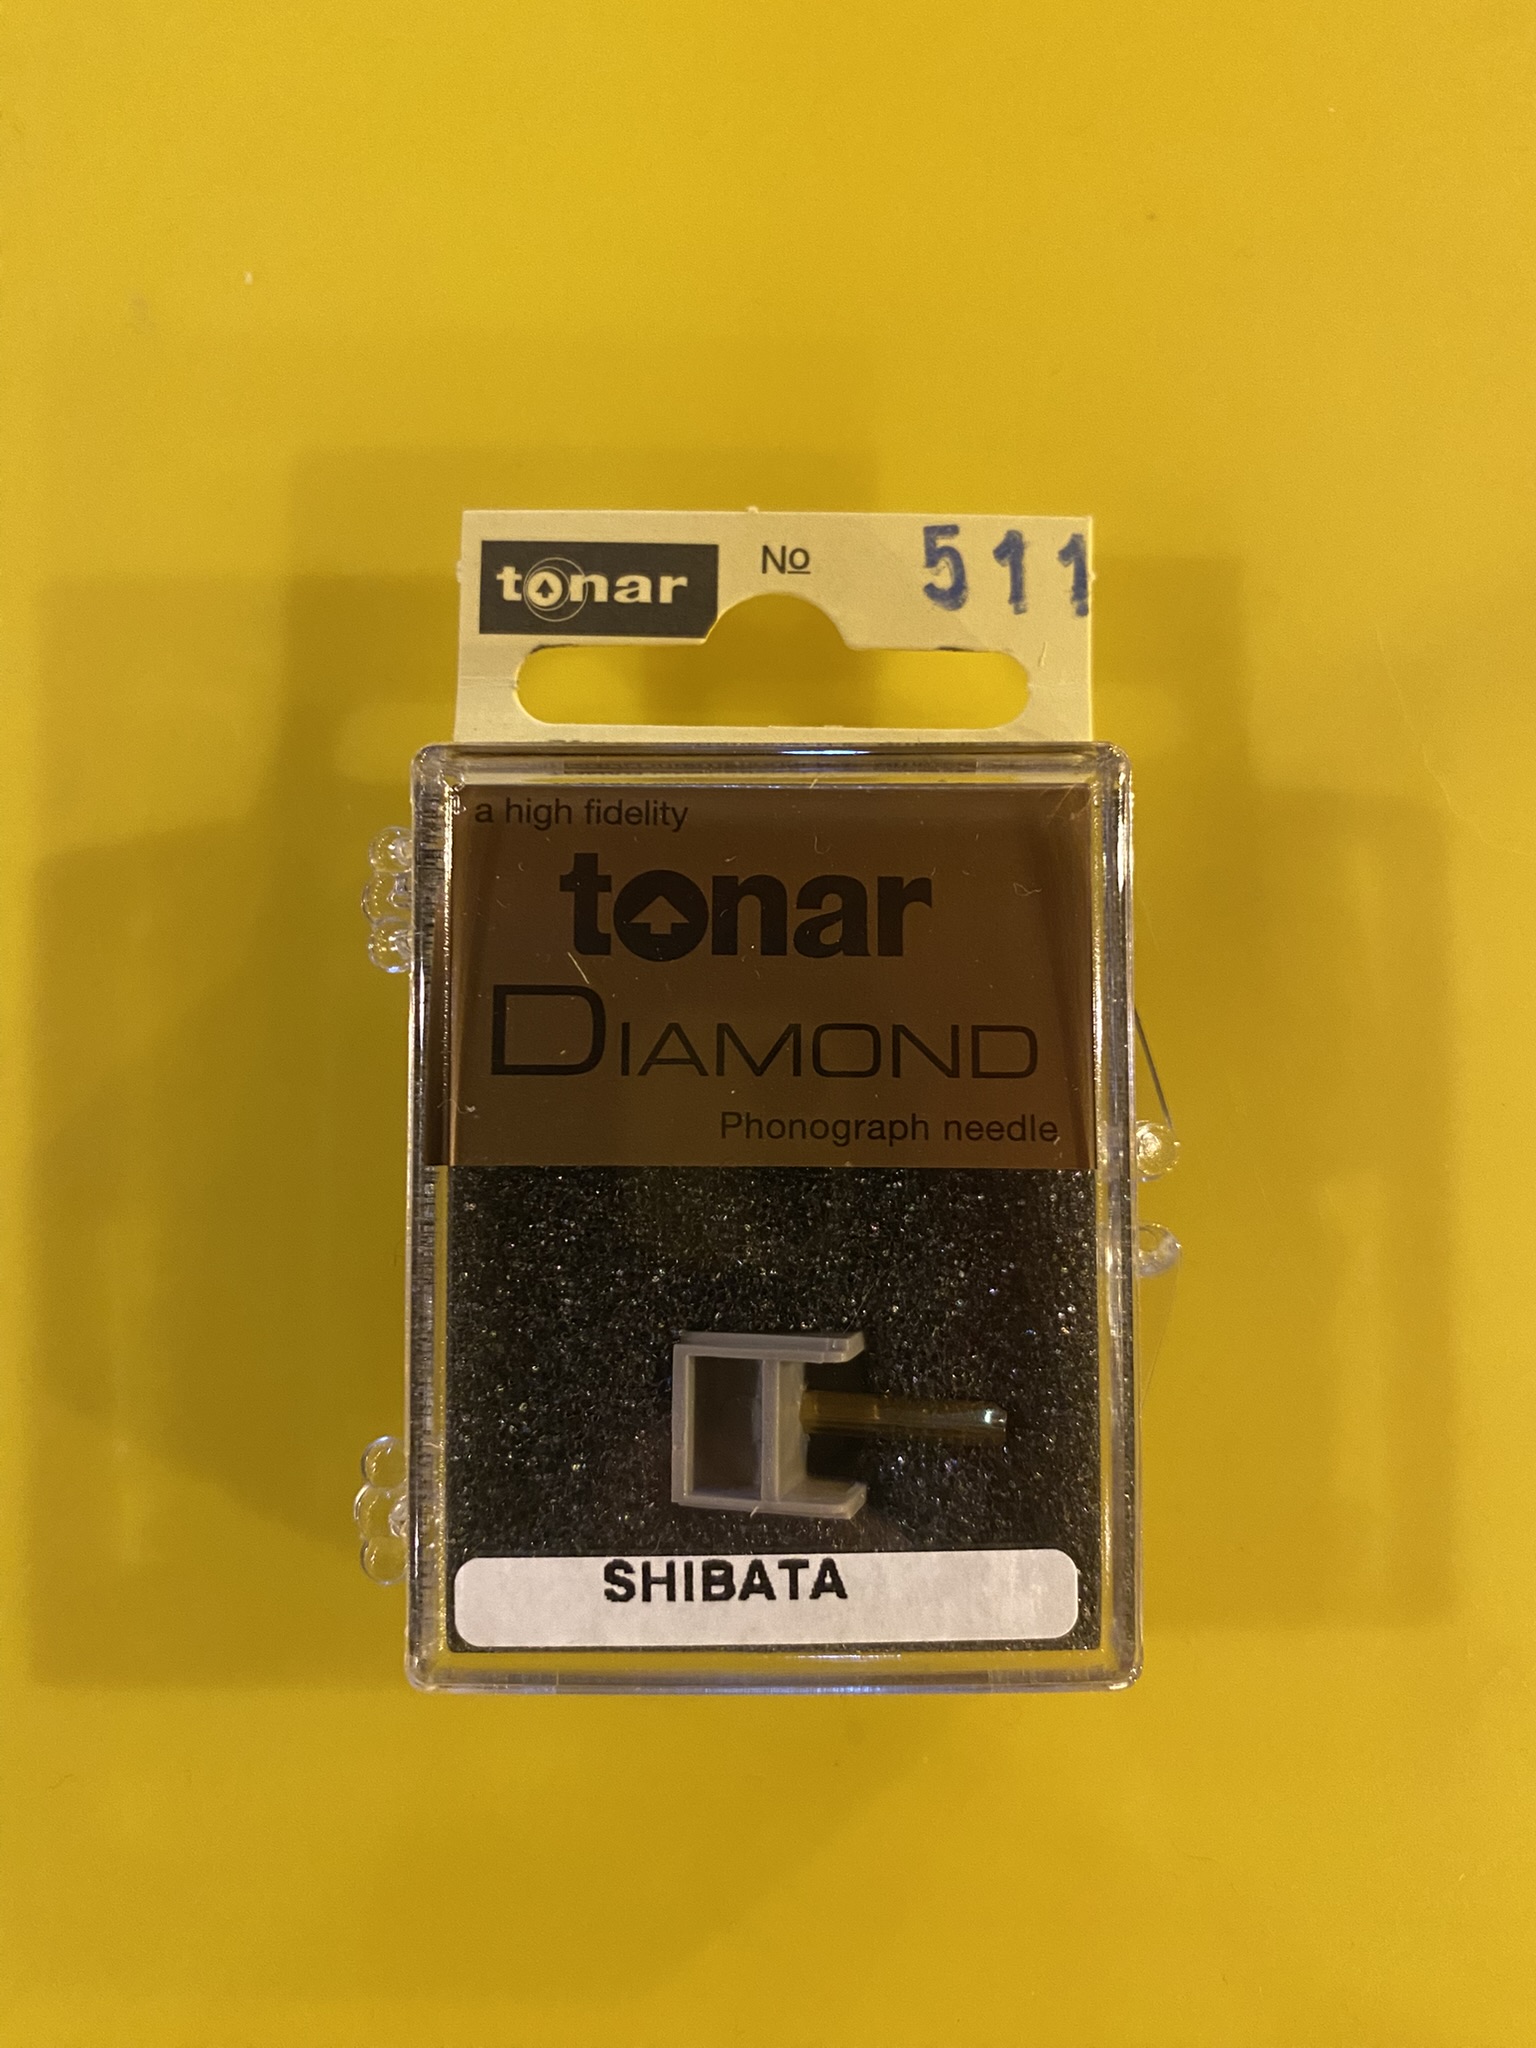 tonar
No 511
a high fidelity
tonar
DIAMOND
Phonograph needle
SHIBATA